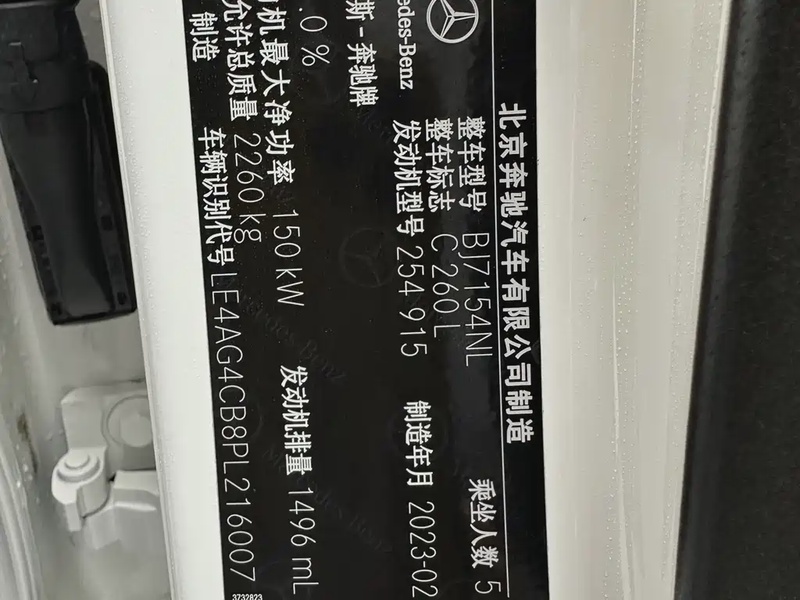 北京奔驰汽车有限公司制造
整车型号 BJ7154NL 乘坐人数 5
整车标志 C 260 L
发动机型号 254 915 制造年月 2023-02
edes-Benz
斯-奔驰牌
.0 %
机最大净功率 150 kW 发动机排量 1496 mL
允许总质量 2260 kg
制造 车辆识别代号 LE4AG4CB8PL216007
3732823